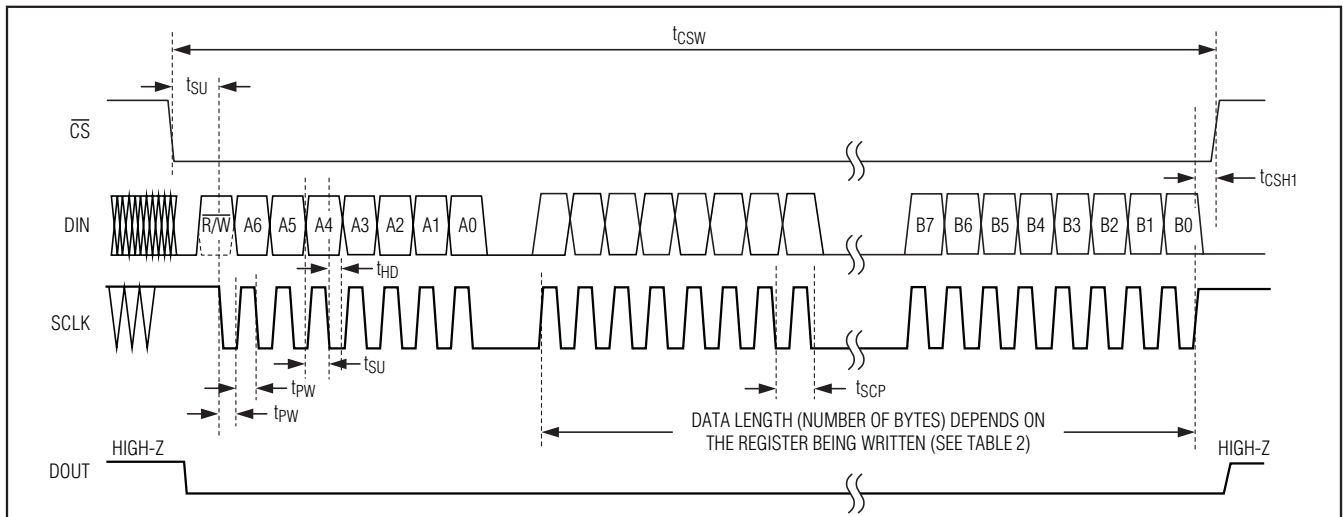 tCSW
tSU
CS
tCSH1
DIN R/W A6 A5 A4 A3 A2 A1 A0 B7 B6 B5 B4 B3 B2 B1 B0
tHD
SCLK
tSU
tPW
tSCP
tPW
DATA LENGTH (NUMBER OF BYTES) DEPENDS ON
THE REGISTER BEING WRITTEN (SEE TABLE 2)
HIGH-Z HIGH-Z
DOUT